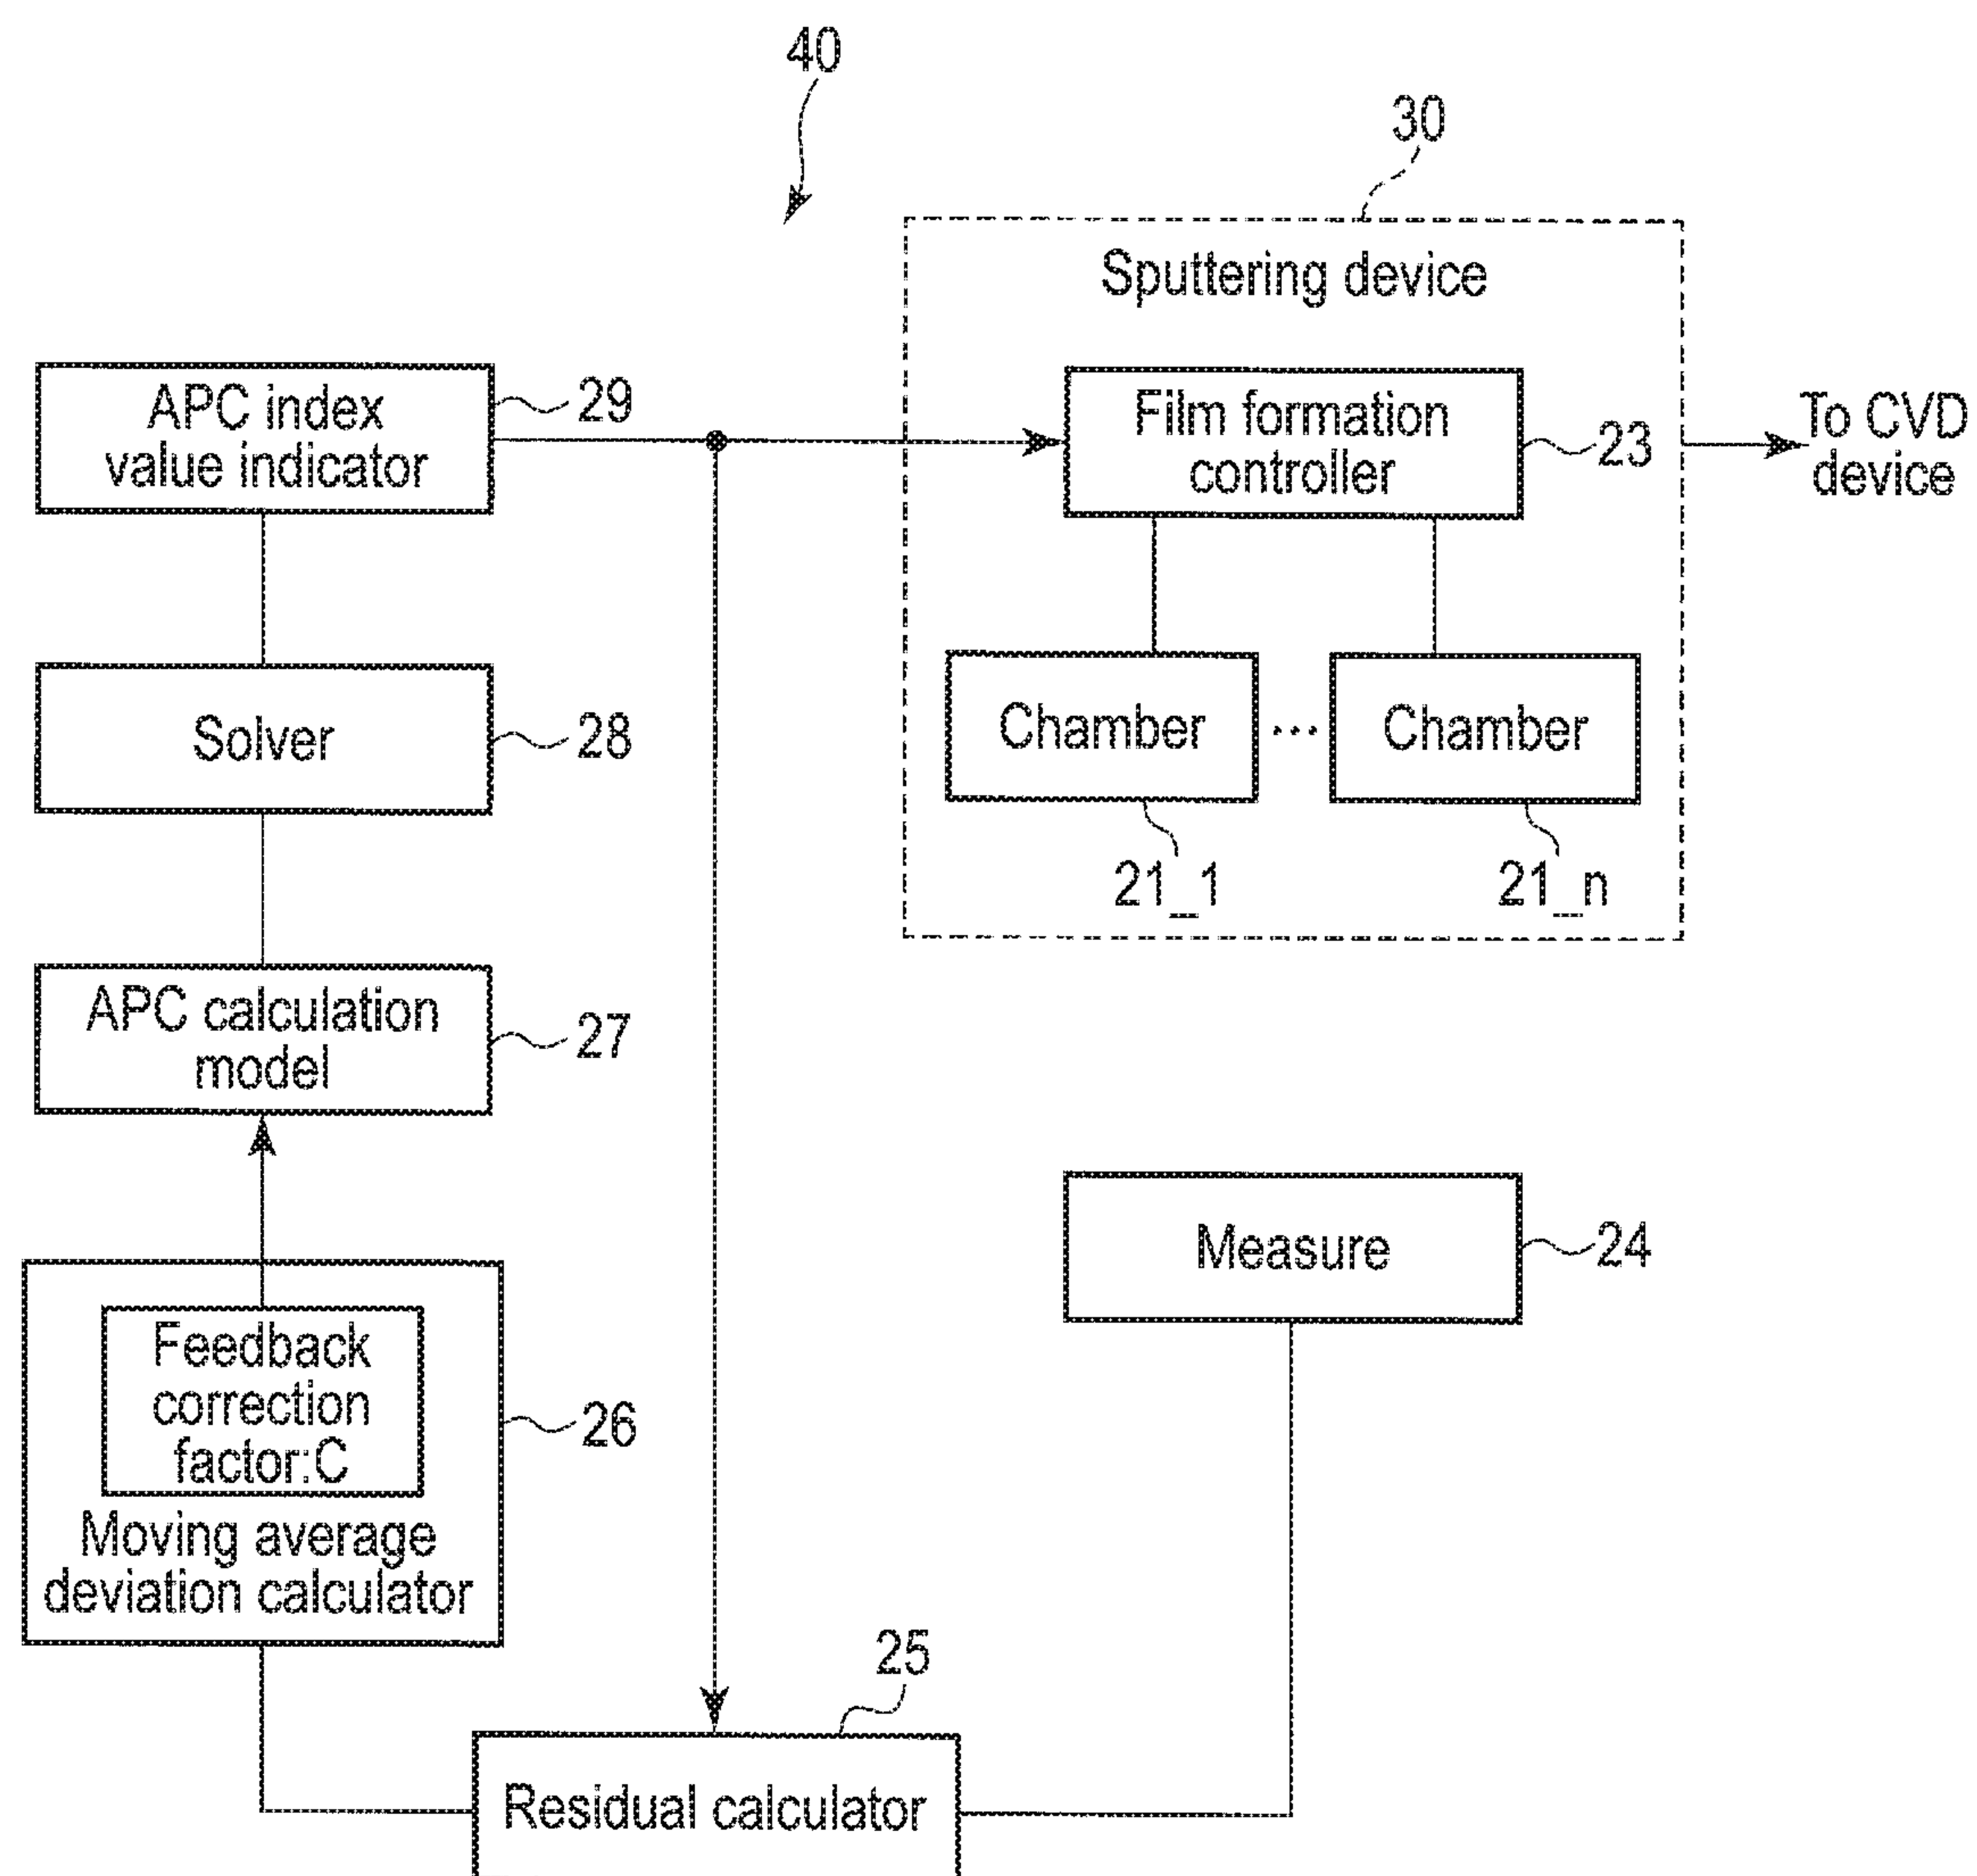 40
30
Sputtering device
APC index
value indicator
29
Film formation
controller
23
To CVD
device
Solver
28
Chamber
...
Chamber
21_1
21_n
APC calculation
model
27
Measure
24
Feedback
correction
factor:C
26
Moving average
deviation calculator
25
Residual calculator